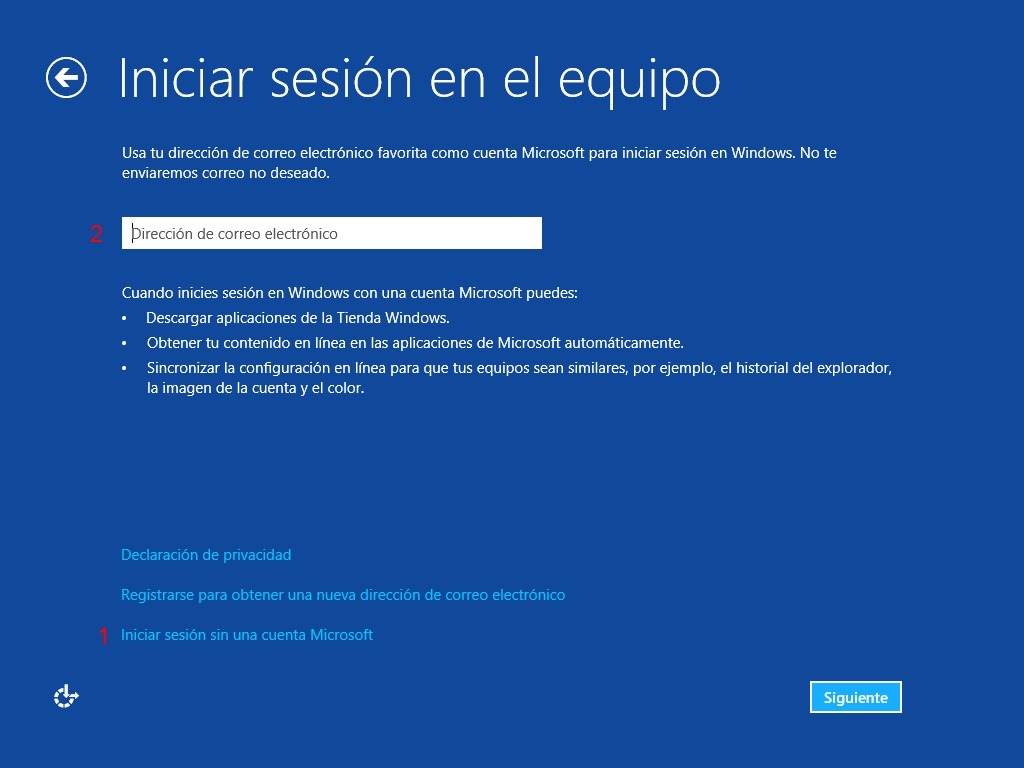 Iniciar sesión en el equipo
Usa tu dirección de correo electrónico favorita como cuenta Microsoft para iniciar sesión en Windows. No te
enviaremos correo no deseado.
2 Dirección de correo electrónico
Cuando inicies sesión en Windows con una cuenta Microsoft puedes:
• Descargar aplicaciones de la Tienda Windows.
• Obtener tu contenido en línea en las aplicaciones de Microsoft automáticamente.
• Sincronizar la configuración en línea para que tus equipos sean similares, por ejemplo, el historial del explorador,
la imagen de la cuenta y el color.
Declaración de privacidad
Registrarse para obtener una nueva dirección de correo electrónico
1 Iniciar sesión sin una cuenta Microsoft
Siguiente